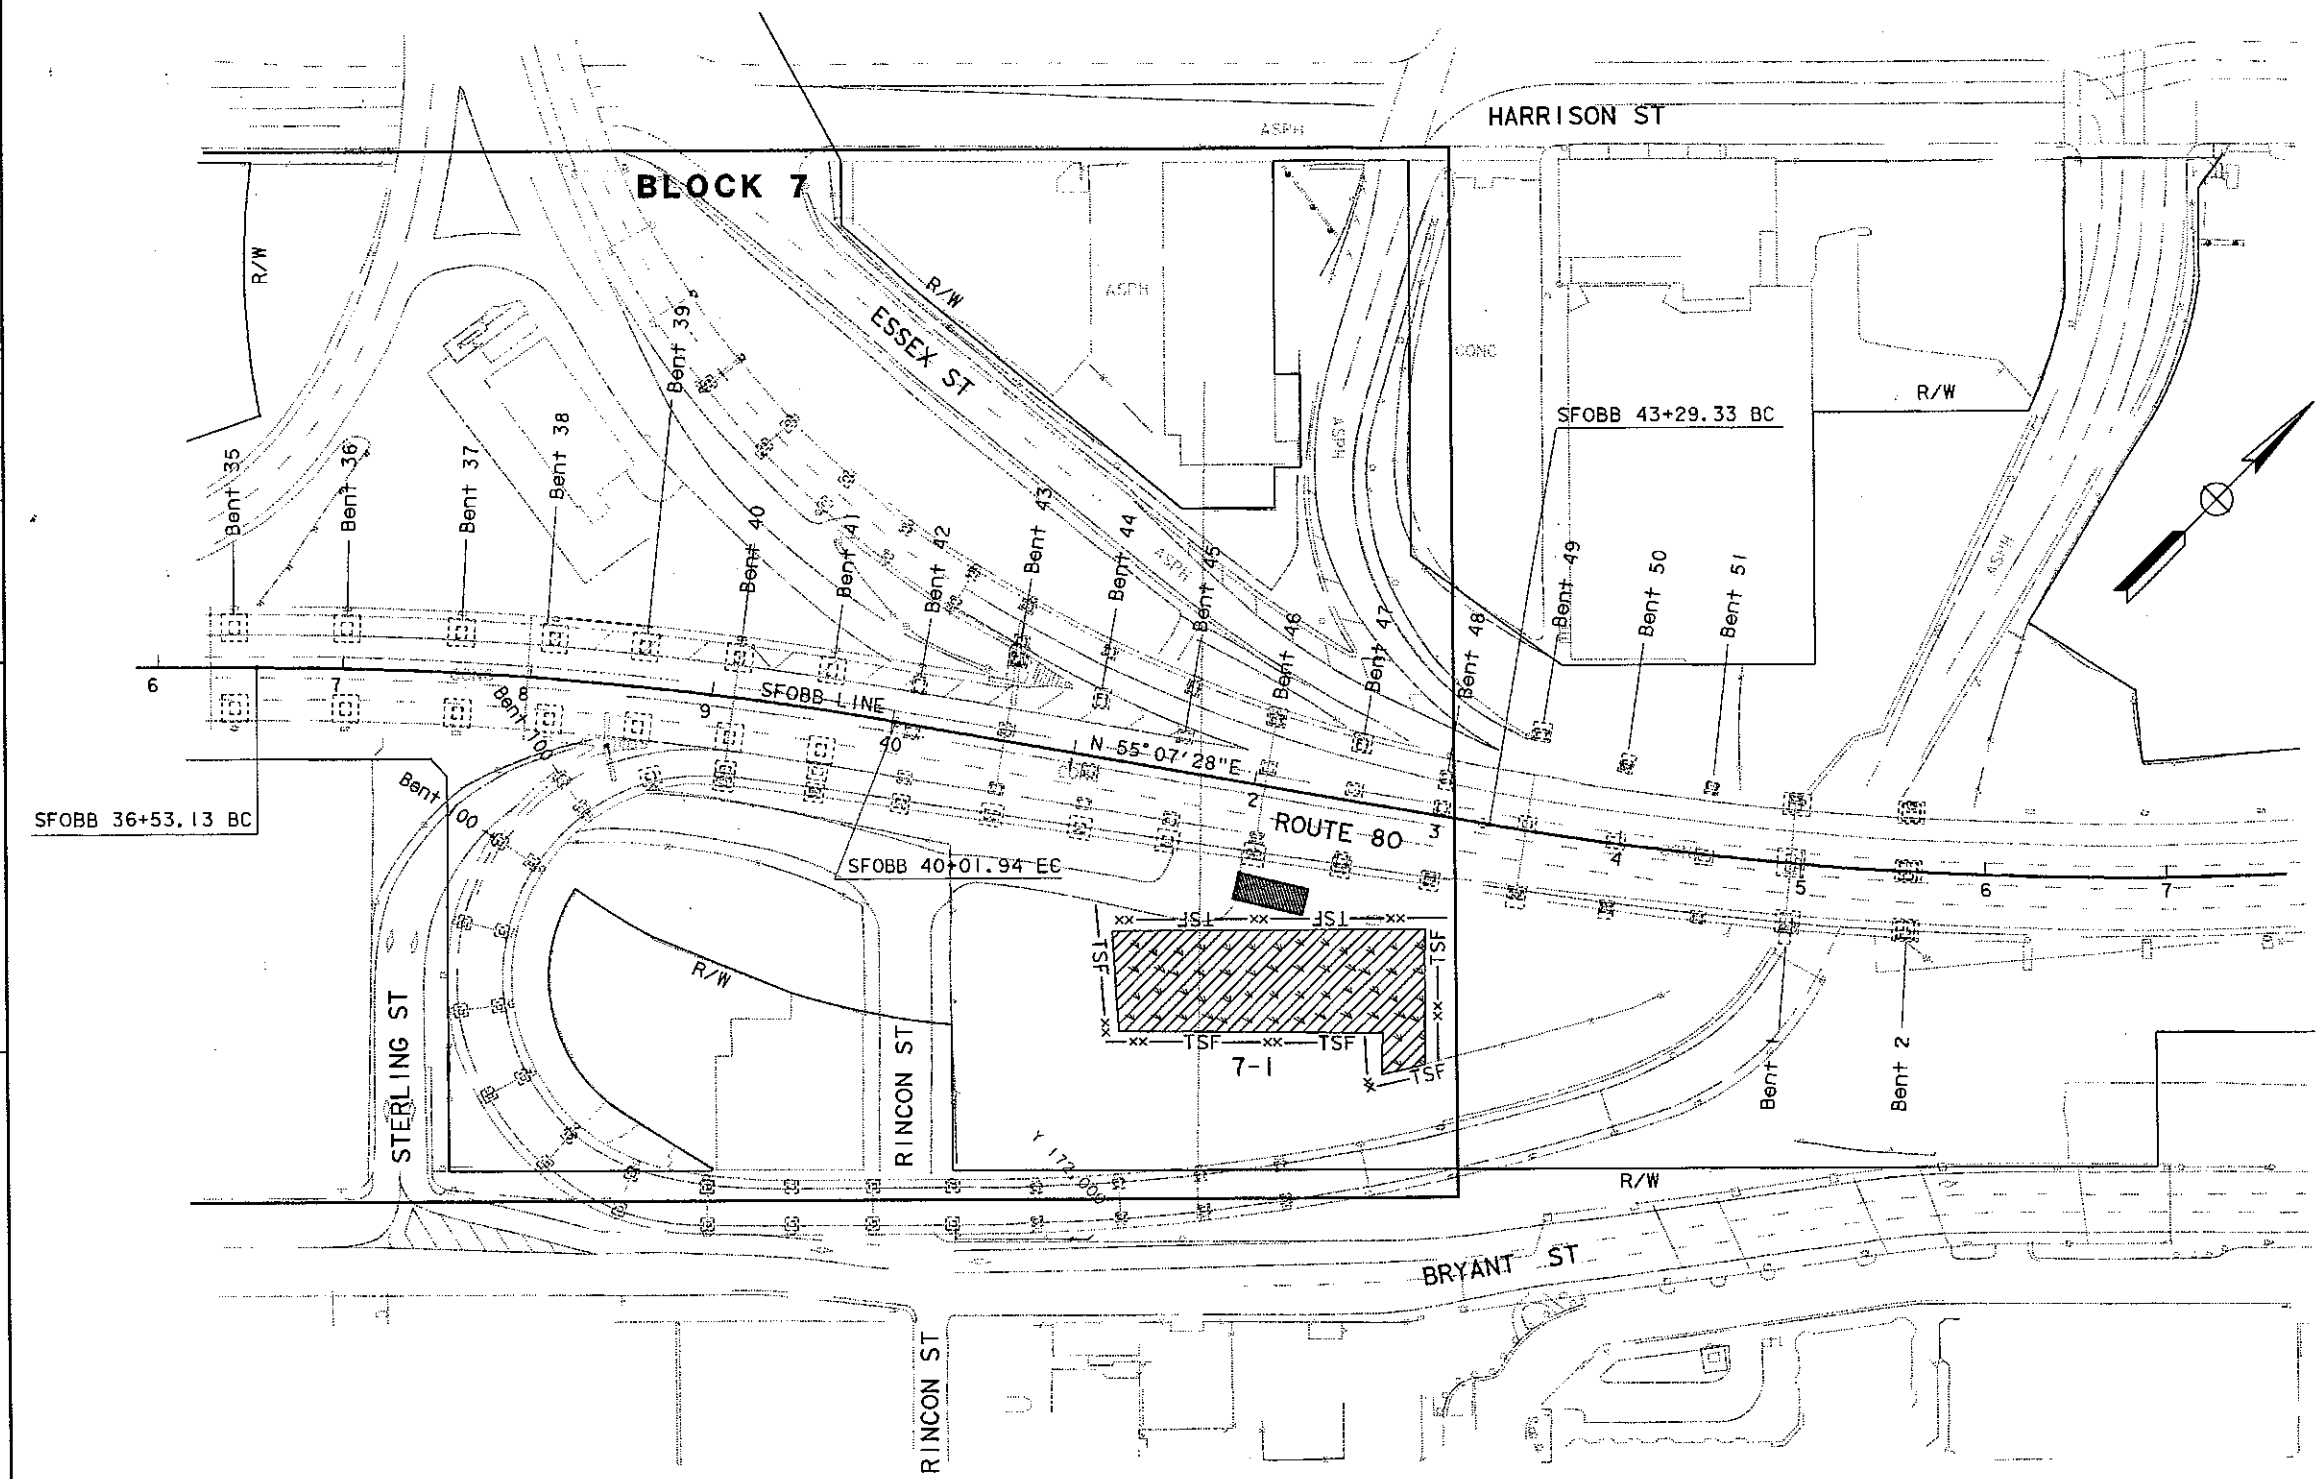 HARRISON ST
ASPH
BLOCK 7
R/W
R/W
ESSEX ST
ASPH
ASPH
CONC
R/W
SFOBB 43+29.33 BC
Bent 35
Bent 36
Bent 37
Bent 38
Bent 39
Bent 40
Bent 41
Bent 42
Bent 43
Bent 44
Bent 45
Bent 46
Bent 47
Bent 48
Bent 49
Bent 50
Bent 51
ASPH
ASPH
6
7
8
9
40
1
2
3
4
5
6
7
SFOBB LINE
N 55°07'28"E
ROUTE 80
Bent 700
Bent 100
SFOBB 36+53.13 BC
SFOBB 40+01.94 EC
TSF
TSF
TSF
TSF
TSF
TSF
TSF
7-1
R/W
STERLING ST
RINCON ST
Bent 1
Bent 2
R/W
BRYANT ST
RINCON ST